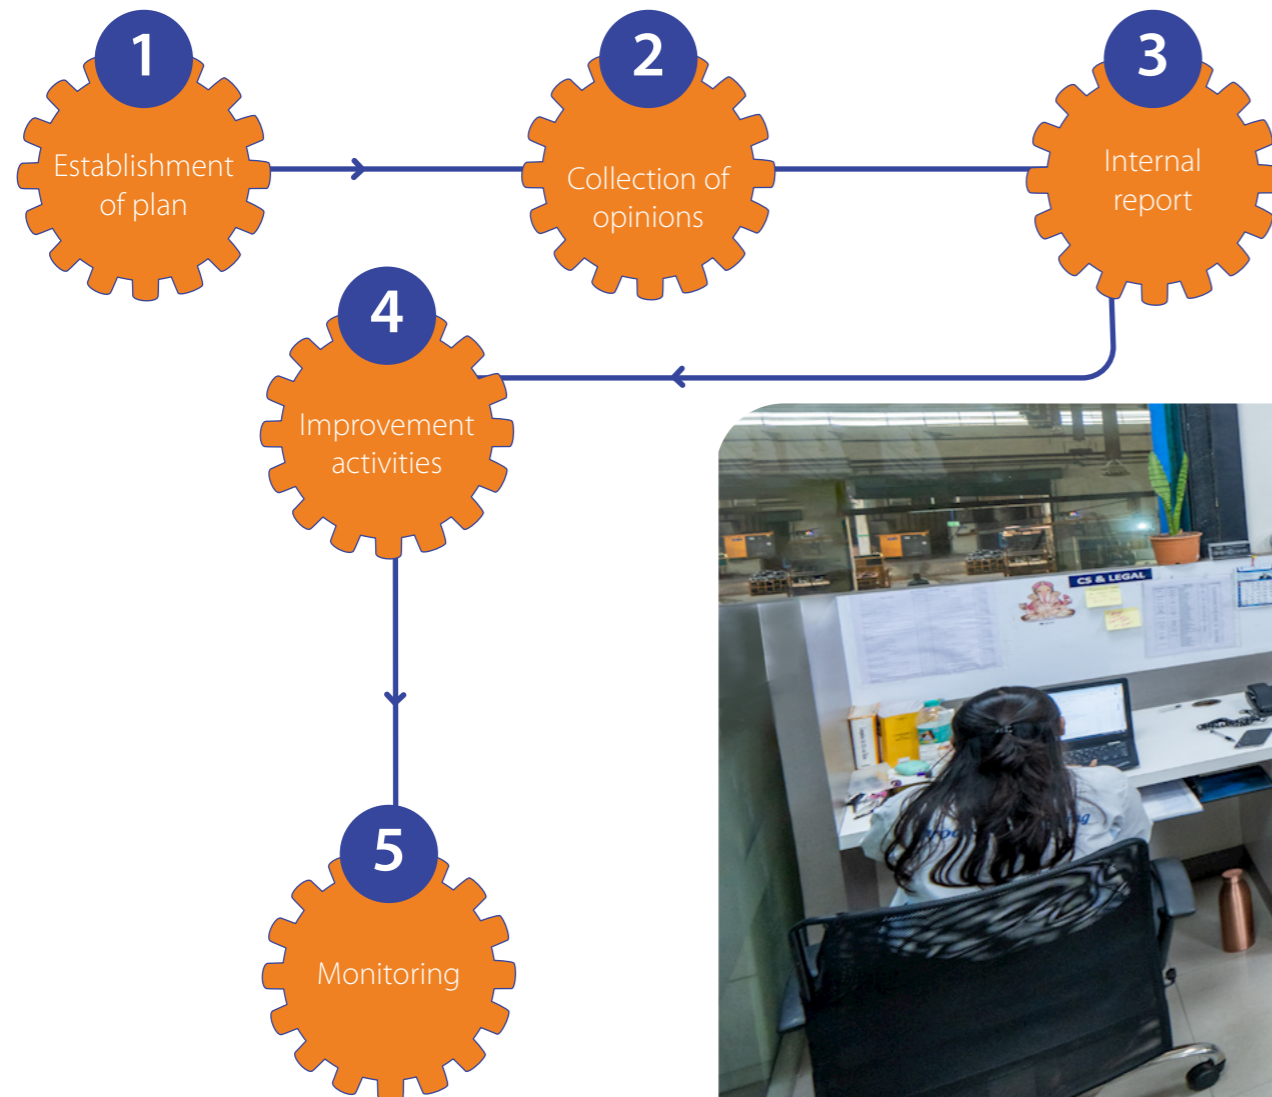 1
Establishment
of plan
2
Collection of
opinions
3
Internal
report
4
Improvement
activities
5
Monitoring
CS & LEGAL